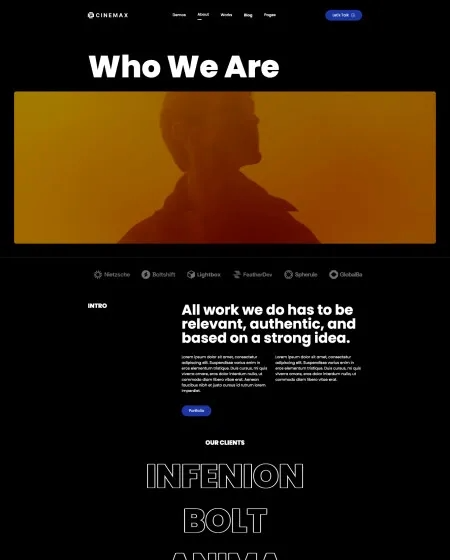 CINEMAX
Demos About Works Blog Pages
Let's Talk
Who We Are
Nietzsche Boltshift Lightbox FeatherDev Spherule GlobalBa
INTRO
All work we do has to be
relevant, authentic, and
based on a strong idea.
Lorem ipsum dolor sit amet, consectetur
adipiscing elit. Suspendisse varius enim in
eros elementum tristique. Duis cursus, mi quis
viverra ornare, eros dolor interdum nulla, ut
commodo diam libero vitae erat. Aenean
faucibus nibh et justo cursus id rutrum lorem
imperdiet.
Lorem ipsum dolor sit amet, consectetur
adipiscing elit. Suspendisse varius enim in
eros elementum tristique. Duis cursus, mi quis
viverra ornare, eros dolor interdum nulla, ut
commodo diam libero vitae erat.
Portfolio
OUR CLIENTS
INFENION
BOLT
ANIMA